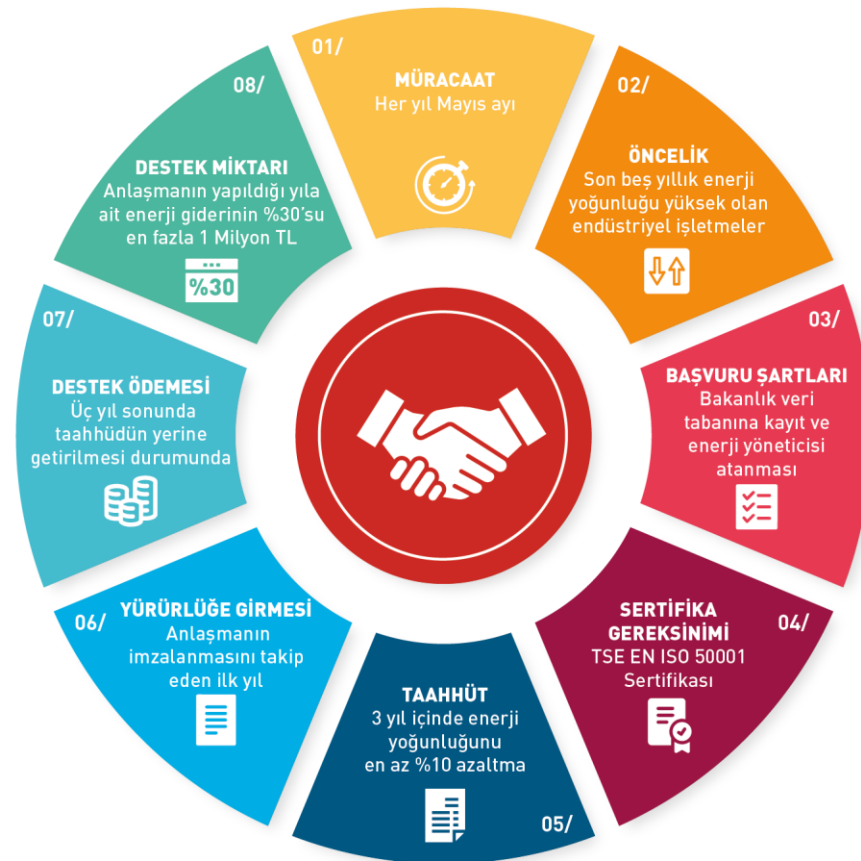 01/
MÜRACAAT
Her yıl Mayıs ayı
02/
ÖNCELİK
Son beş yıllık enerji
yoğunluğu yüksek olan
endüstriyel işletmeler
03/
BAŞVURU ŞARTLARI
Bakanlık veri
tabanına kayıt ve
enerji yöneticisi
atanması
04/
SERTİFİKA
GEREKSİNİMİ
TSE EN ISO 50001
Sertifikası
05/
TAAHHÜT
3 yıl içinde enerji
yoğunluğunu
en az %10 azaltma
06/
YÜRÜRLÜĞE GİRMESİ
Anlaşmanın
imzalanmasını takip
eden ilk yıl
07/
DESTEK ÖDEMESİ
Üç yıl sonunda
taahhüdün yerine
getirilmesi durumunda
08/
DESTEK MİKTARI
Anlaşmanın yapıldığı yıla
ait enerji giderinin %30'su
en fazla 1 Milyon TL
%30